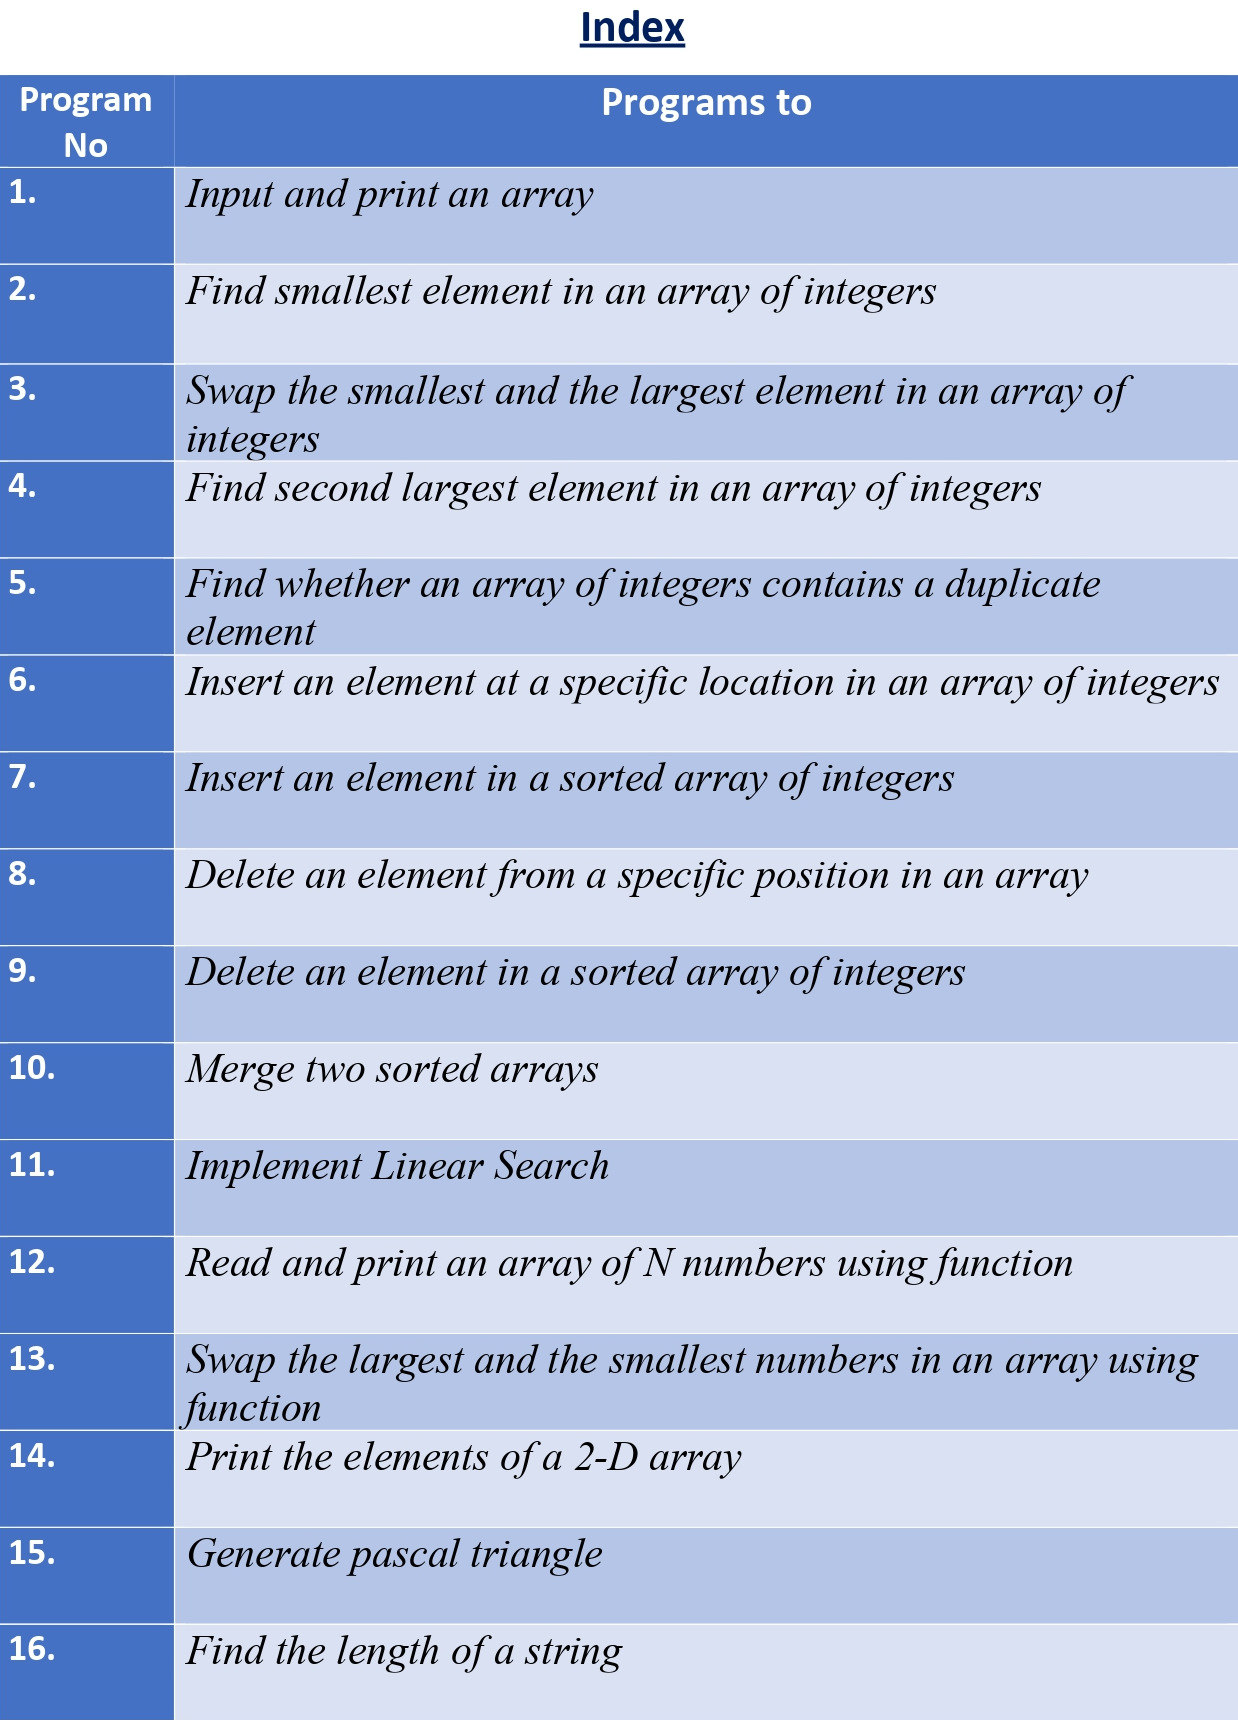 Index
Program
No
Programs to
1.
Input and print an array
2.
Find smallest element in an array of integers
3.
Swap the smallest and the largest element in an array of
integers
4.
Find second largest element in an array of integers
5.
Find whether an array of integers contains a duplicate
element
6.
Insert an element at a specific location in an array of integers
7.
Insert an element in a sorted array of integers
8.
Delete an element from a specific position in an array
9.
Delete an element in a sorted array of integers
10.
Merge two sorted arrays
11.
Implement Linear Search
12.
Read and print an array of N numbers using function
13.
Swap the largest and the smallest numbers in an array using
function
14.
Print the elements of a 2-D array
15.
Generate pascal triangle
16.
Find the length of a string